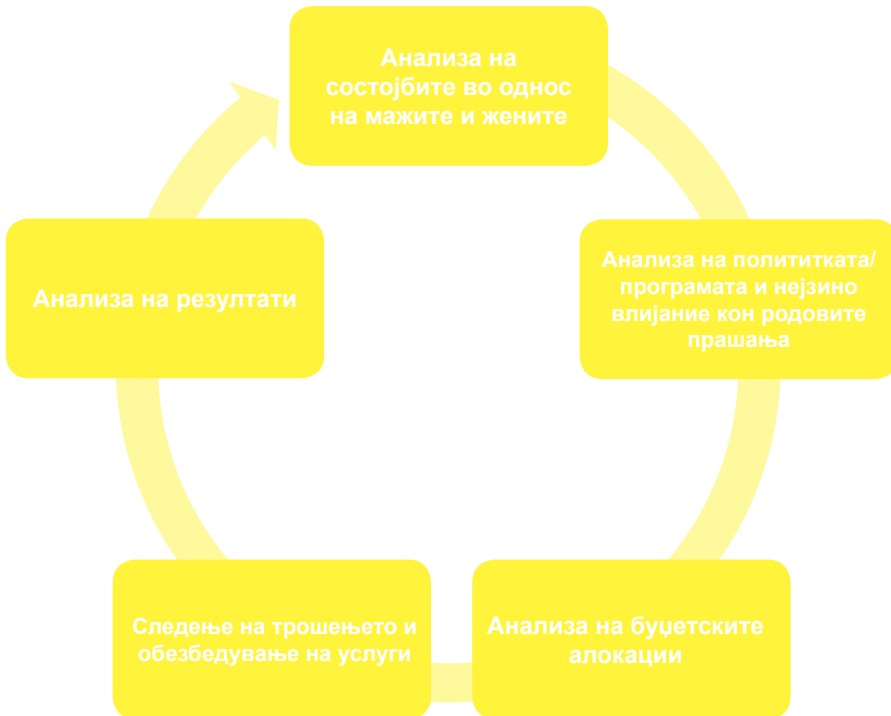 Анализа на
состојбите во однос
на мажите и жените
Анализа на полититката/
програмата и нејзино
влијание кон родовите
прашања
Анализа на буџетските
алокации
Следење на трошењето и
обезбедување на услуги
Анализа на резултати